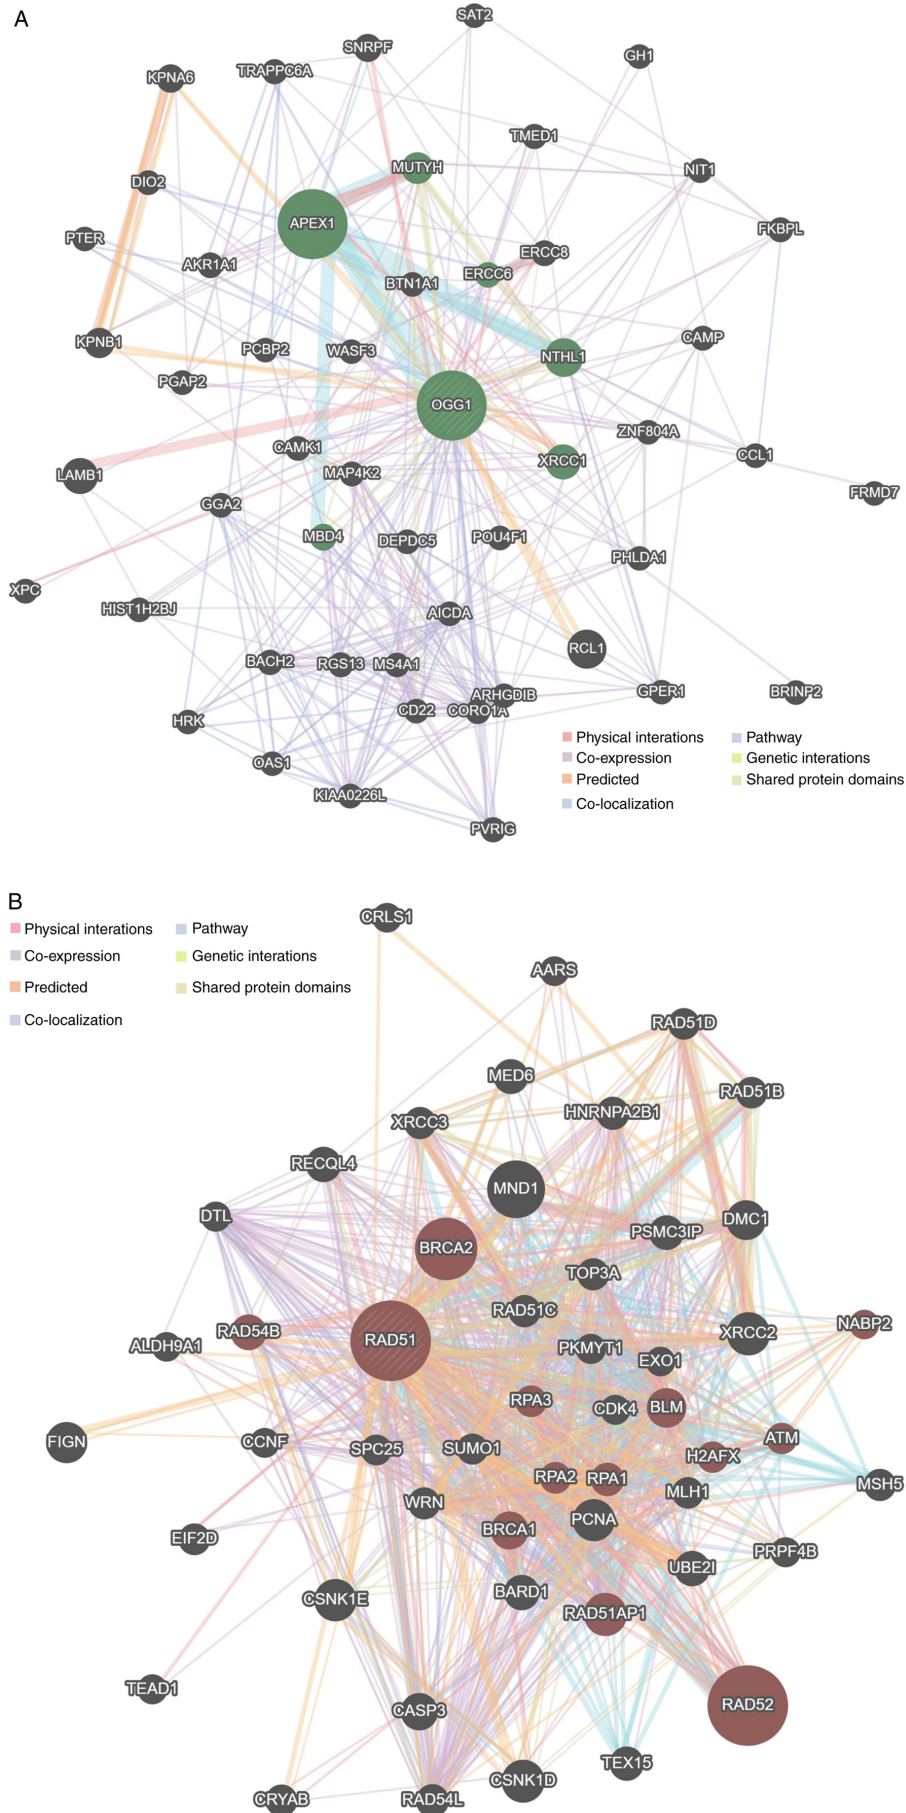 A
SAT2
SNRPF
GH1
TRAPPC6A
KPNA6
TMED1
MUTYH
NIT1
DIO2
APEX1
FKBPL
PTER
ERCC8
AKR1A1
ERCC6
BTN1A1
CAMP
KPNB1
PCBP2
WASF3
NTHL1
PGAP2
OGG1
ZNF804A
CAMK1
CCL1
XRCC1
LAMB1
MAP4K2
FRMD7
GGA2
MBD4
DEPDC5
POU4F1
PHLDA1
XPC
HIST1H2BJ
AICDA
RCL1
BACH2
RGS13
MS4A1
ARHGDIB
GPER1
BRINP2
CD22
CORO1A
HRK
OAS1
KIAA0226L
PVRIG
Physical interations
Pathway
Co-expression
Genetic interations
Predicted
Shared protein domains
Co-localization
B
CRLS1
Physical interations
Pathway
Co-expression
Genetic interations
Predicted
Shared protein domains
Co-localization
AARS
RAD51D
MED6
RAD51B
HNRNPA2B1
XRCC3
RECQL4
MND1
DTL
PSMC3IP
DMC1
BRCA2
TOP3A
RAD51C
NABP2
RAD54B
RAD51
XRCC2
ALDH9A1
PKMYT1
EXO1
RPA3
CDK4
BLM
FIGN
CCNF
SPC25
SUMO1
ATM
H2AFX
RPA2
RPA1
MLH1
MSH5
WRN
PCNA
BRCA1
EIF2D
PRPF4B
UBE2I
CSNK1E
BARD1
RAD51AP1
TEAD1
CASP3
RAD52
TEX15
CSNK1D
CRYAB
RAD54L